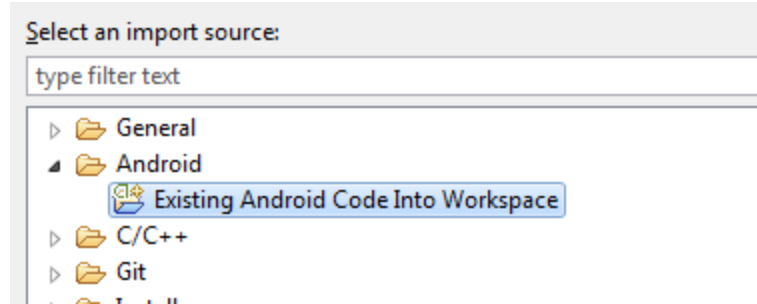 Select an import source:
type filter text
General
Android
Existing Android Code Into Workspace
C/C++
Git